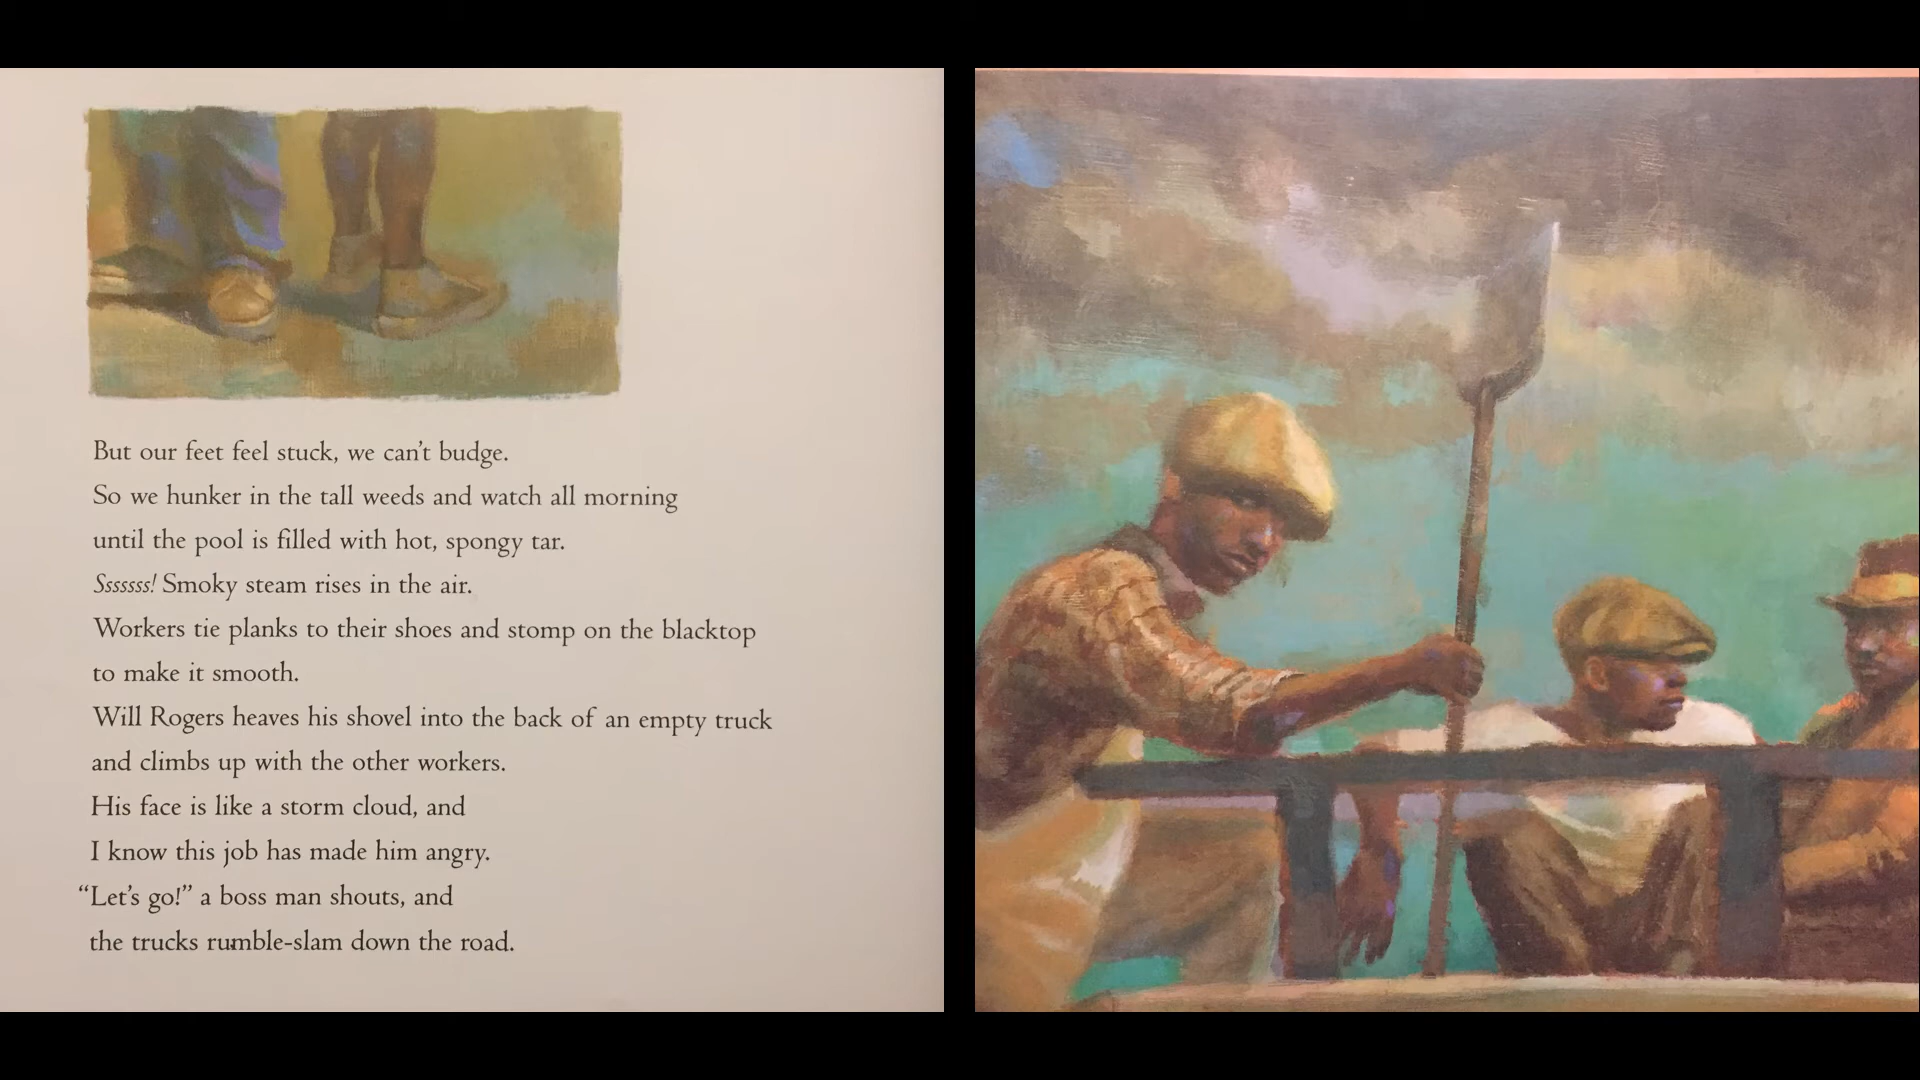 But our feet feel stuck, we can't budge.
So we hunker in the tall weeds and watch all morning
until the pool is filled with hot, spongy tar.
Sssssss! Smoky steam rises in the air.
Workers tie planks to their shoes and stomp on the blacktop
to make it smooth.
Will Rogers heaves his shovel into the back of an empty truck
and climbs up with the other workers.
His face is like a storm cloud, and
I know this job has made him angry.
“Let's go!” a boss man shouts, and
the trucks rumble-slam down the road.